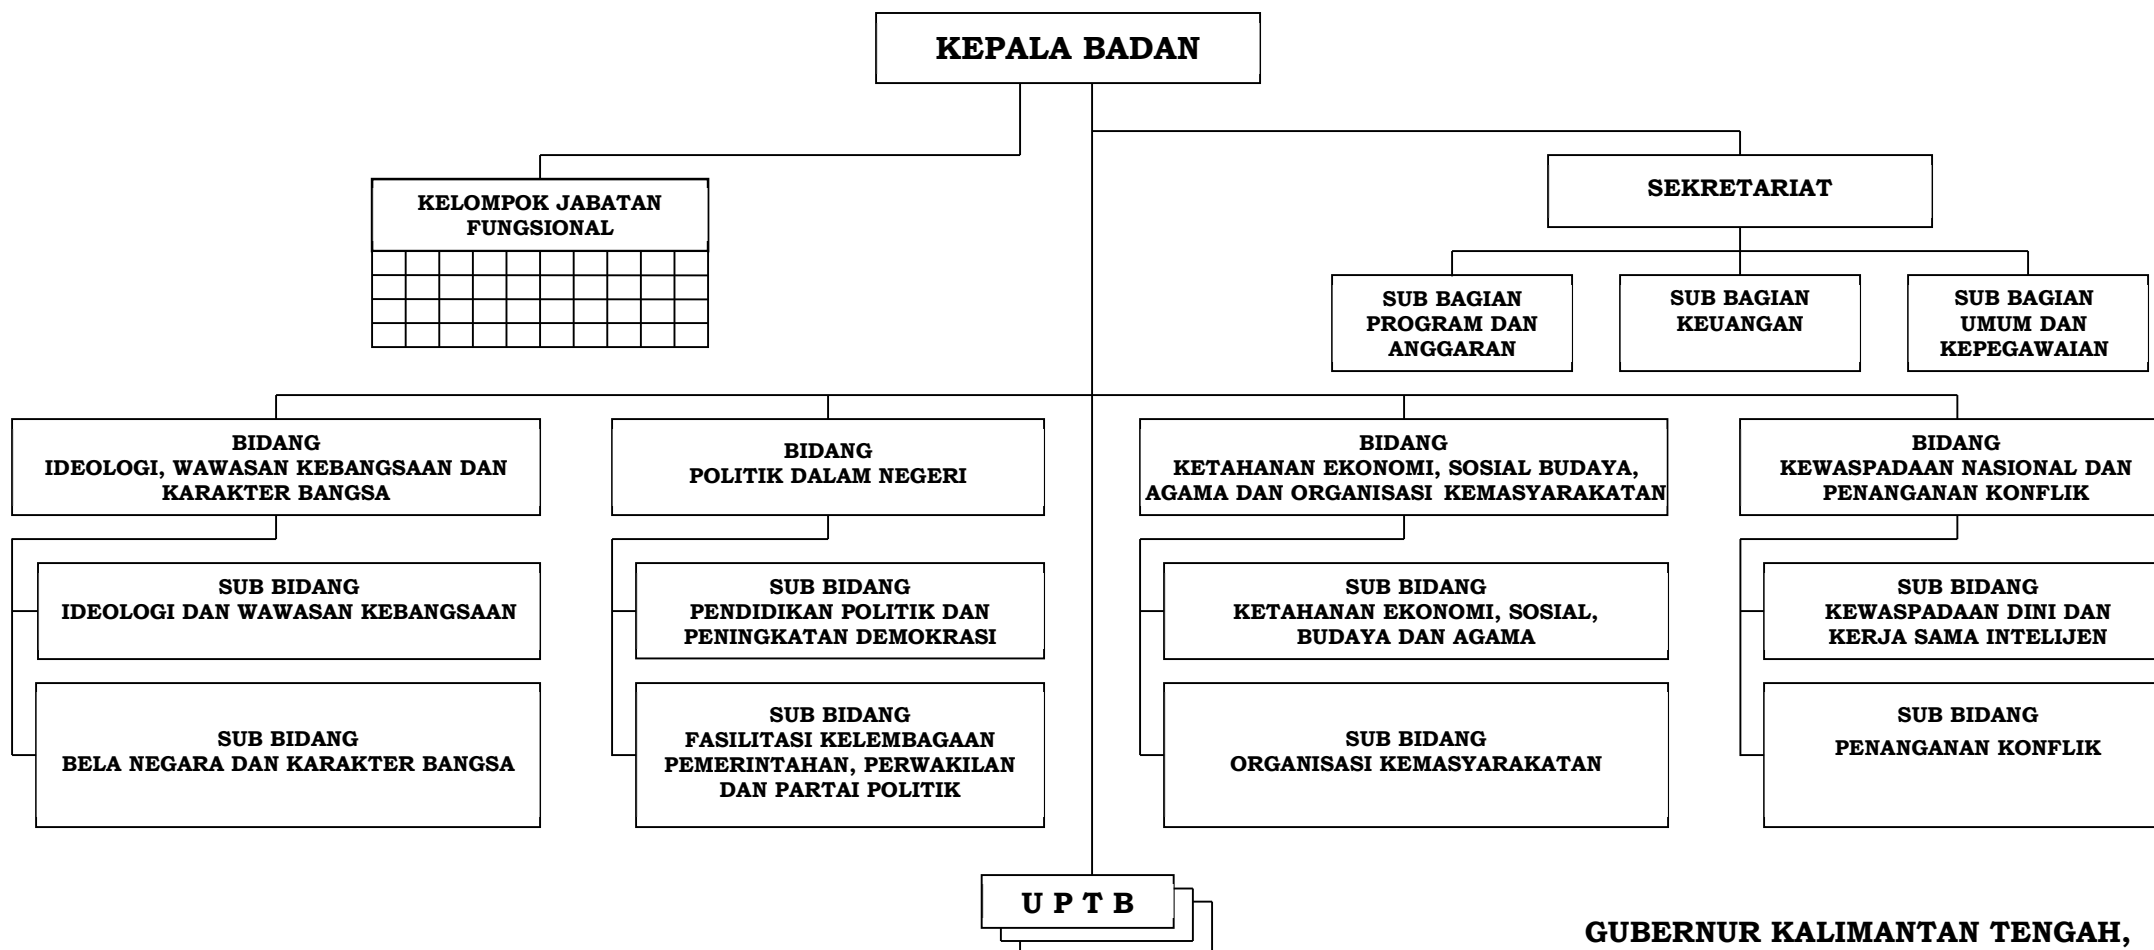 KEPALA BADAN
KELOMPOK JABATAN
FUNGSIONAL
SEKRETARIAT
SUB BAGIAN
PROGRAM DAN
ANGGARAN
SUB BAGIAN
KEUANGAN
SUB BAGIAN
UMUM DAN
KEPEGAWAIAN
BIDANG
IDEOLOGI, WAWASAN KEBANGSAAN DAN
KARAKTER BANGSA
BIDANG
POLITIK DALAM NEGERI
BIDANG
KETAHANAN EKONOMI, SOSIAL BUDAYA,
AGAMA DAN ORGANISASI KEMASYARAKATAN
BIDANG
KEWASPADAAN NASIONAL DAN
PENANGANAN KONFLIK
SUB BIDANG
IDEOLOGI DAN WAWASAN KEBANGSAAN
SUB BIDANG
PENDIDIKAN POLITIK DAN
PENINGKATAN DEMOKRASI
SUB BIDANG
KETAHANAN EKONOMI, SOSIAL,
BUDAYA DAN AGAMA
SUB BIDANG
KEWASPADAAN DINI DAN
KERJA SAMA INTELIJEN
SUB BIDANG
BELA NEGARA DAN KARAKTER BANGSA
SUB BIDANG
FASILITASI KELEMBAGAAN
PEMERINTAHAN, PERWAKILAN
DAN PARTAI POLITIK
SUB BIDANG
ORGANISASI KEMASYARAKATAN
SUB BIDANG
PENANGANAN KONFLIK
U P T B
GUBERNUR KALIMANTAN TENGAH,